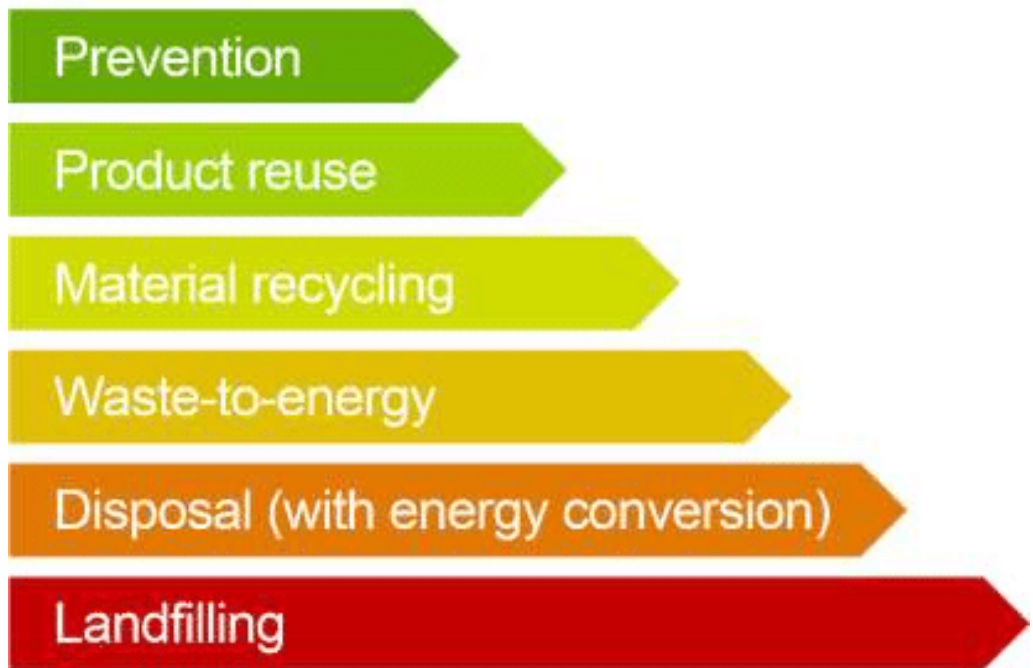 Prevention
Product reuse
Material recycling
Waste-to-energy
Disposal (with energy conversion)
Landfilling